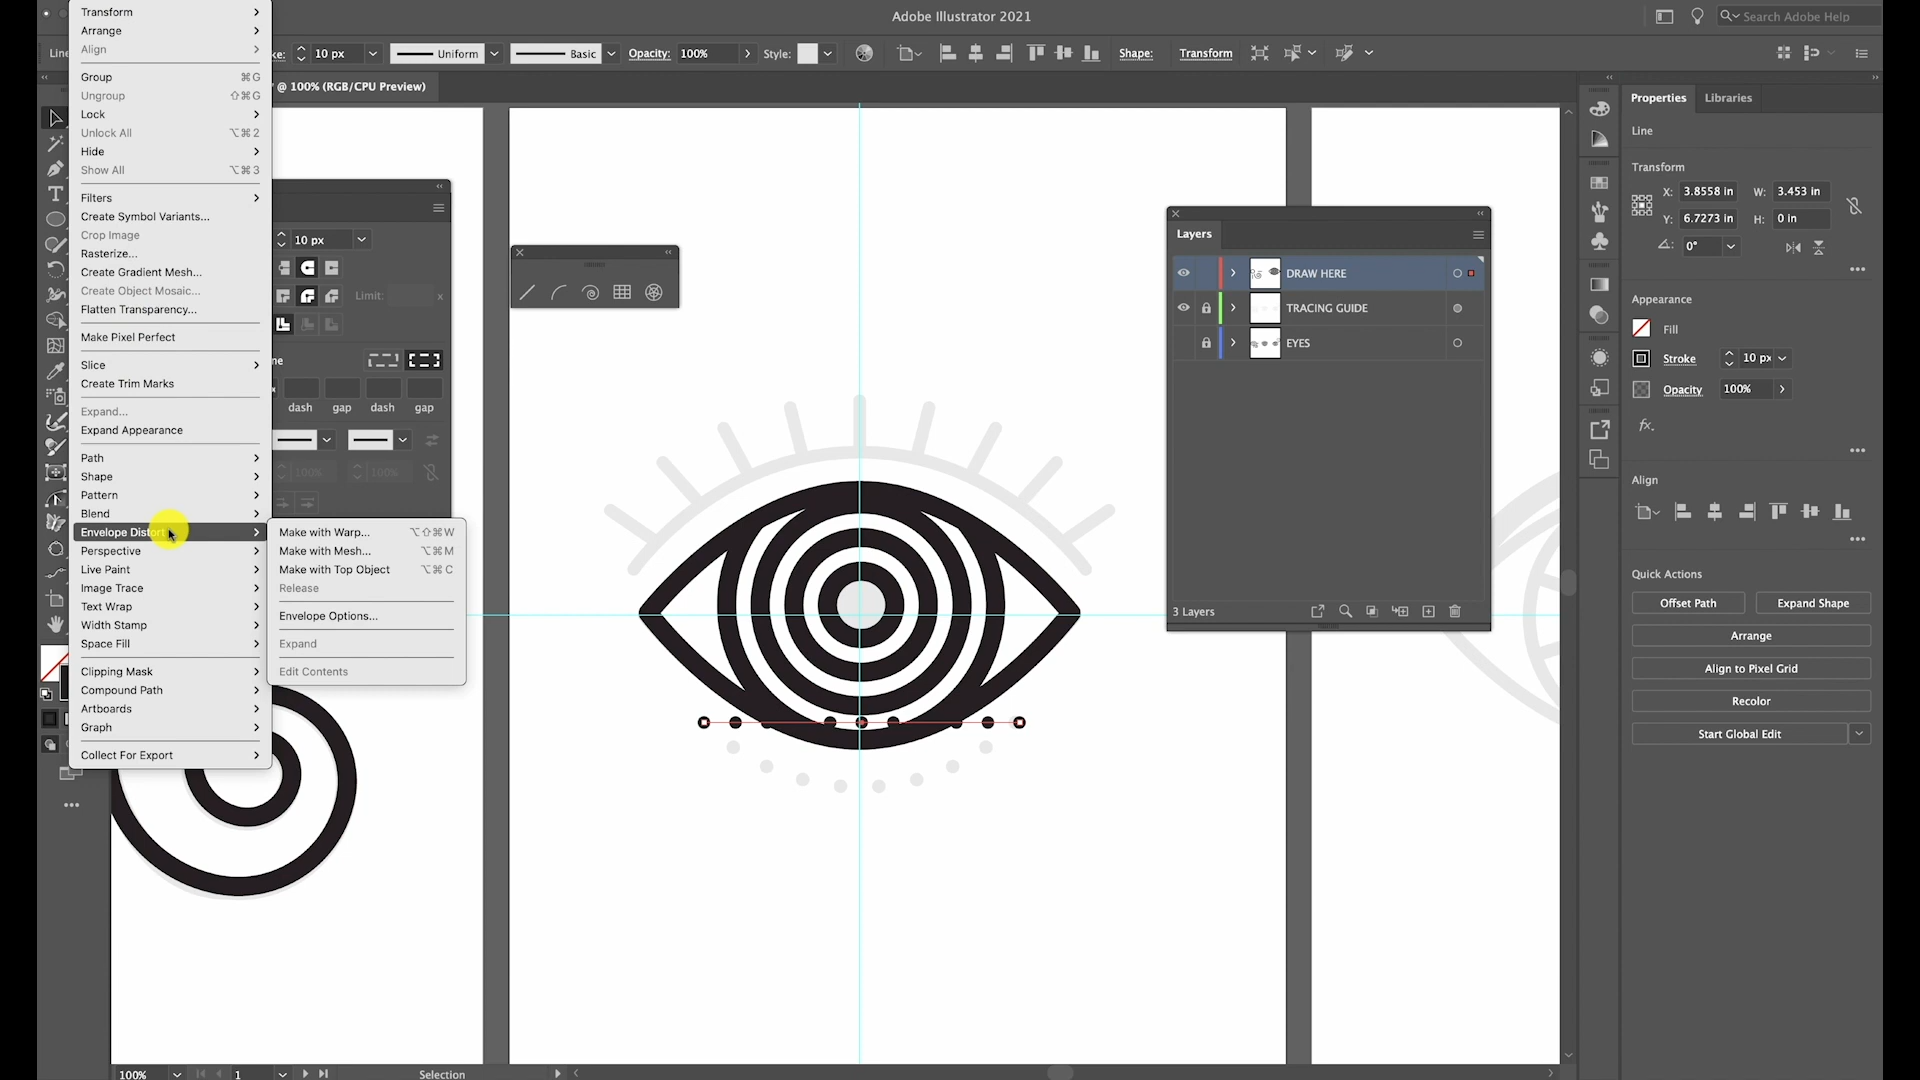 Adobe Illustrator 2021
Search Adobe Help
Line
ke:
10 px
Uniform
Basic
Opacity:
100%
Style:
Shape:
Transform
@ 100% (RGB/CPU Preview)
Transform
Arrange
Align
Group ⌘G
Ungroup ⇧⌘G
Lock
Unlock All ⌥⌘2
Hide
Show All ⌥⌘3
Filters
Create Symbol Variants...
Crop Image
Rasterize...
Create Gradient Mesh...
Create Object Mosaic...
Flatten Transparency...
Make Pixel Perfect
Slice
Create Trim Marks
Expand...
Expand Appearance
Path
Shape
Pattern
Blend
Envelope Distort
Perspective
Live Paint
Image Trace
Text Wrap
Width Stamp
Space Fill
Clipping Mask
Compound Path
Artboards
Graph
Collect For Export
Make with Warp... ⌥⇧⌘W
Make with Mesh... ⌥⌘M
Make with Top Object ⌥⌘C
Release
Envelope Options...
Expand
Edit Contents
10 px
Limit:
x
ne
dash gap dash gap
100%
100%
Layers
DRAW HERE
TRACING GUIDE
EYES
3 Layers
Properties
Libraries
Line
Transform
X: 3.8558 in W: 3.453 in
Y: 6.7273 in H: 0 in
0°
Appearance
Fill
Stroke 10 px
Opacity 100%
fx.
Align
Quick Actions
Offset Path
Expand Shape
Arrange
Align to Pixel Grid
Recolor
Start Global Edit
100%
1
Selection